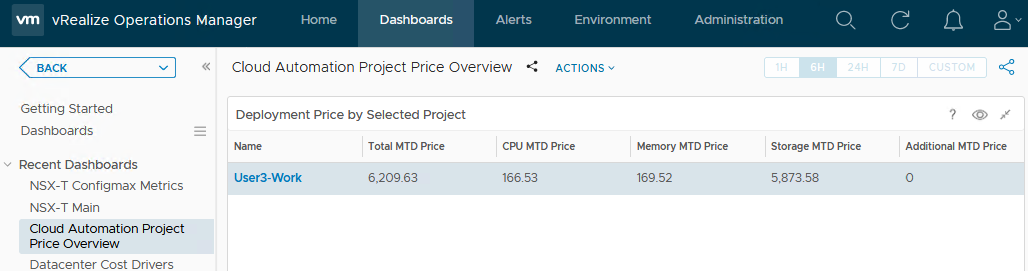 vm vRealize Operations Manager Home Dashboards Alerts Environment Administration
BACK
Cloud Automation Project Price Overview ACTIONS 1H 6H 24H 7D CUSTOM
Getting Started
Dashboards
Deployment Price by Selected Project ?
Name Total MTD Price CPU MTD Price Memory MTD Price Storage MTD Price Additional MTD Price
User3-Work 6,209.63 166.53 169.52 5,873.58 0
Recent Dashboards
NSX-T Configmax Metrics
NSX-T Main
Cloud Automation Project
Price Overview
Datacenter Cost Drivers